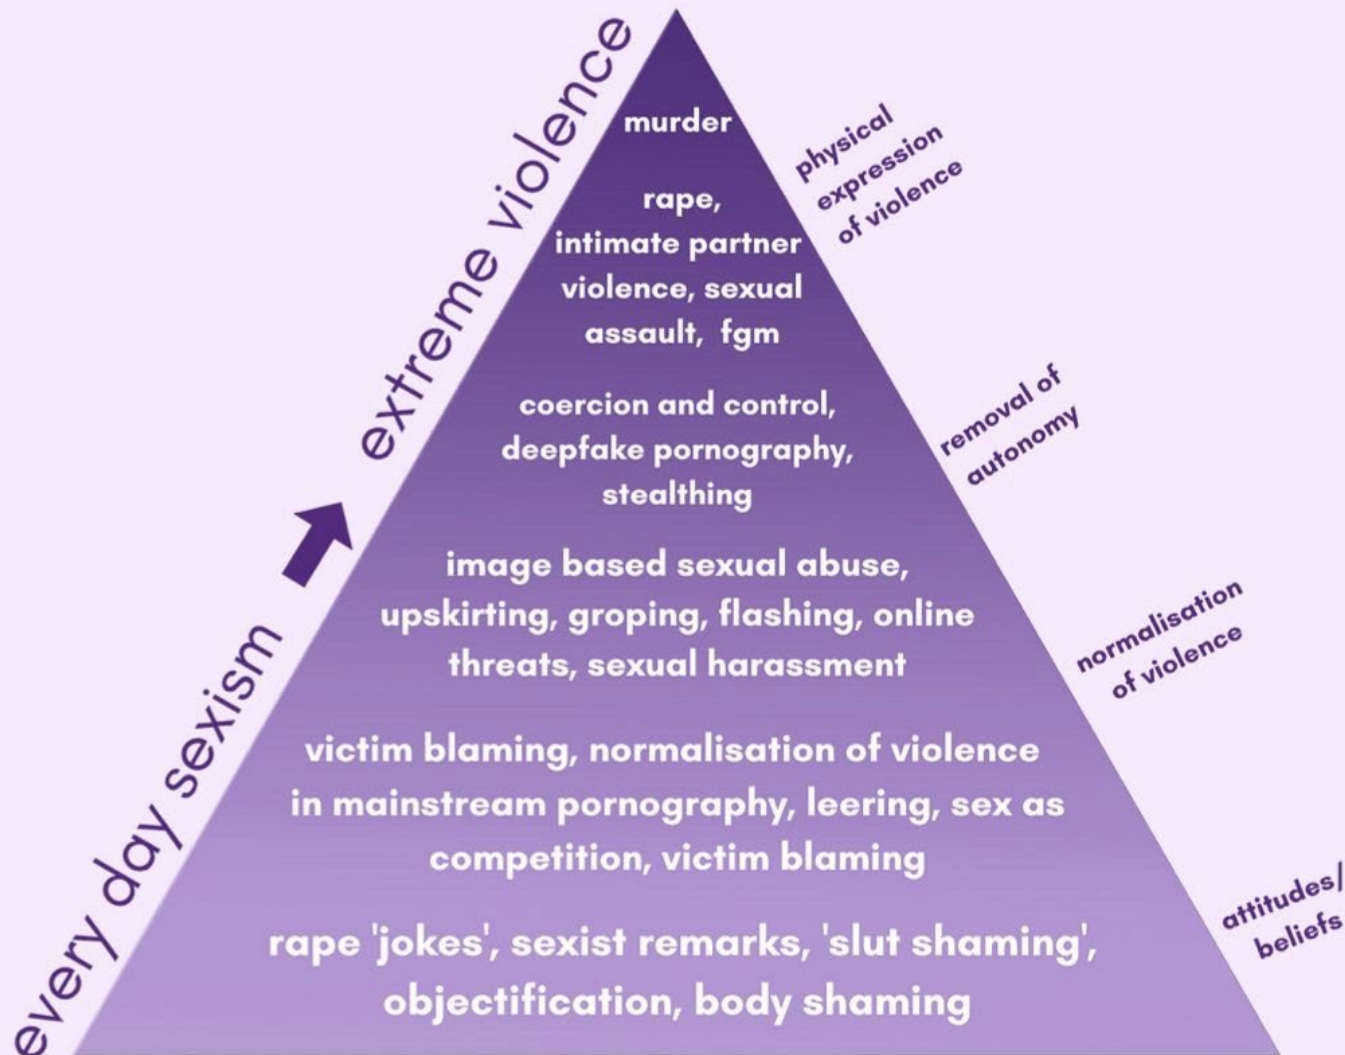 extreme violence
every day sexism
murder
rape,
intimate partner
violence, sexual
assault, fgm
coercion and control,
deepfake pornography,
stealthing
image based sexual abuse,
upskirting, groping, flashing, online
threats, sexual harassment
victim blaming, normalisation of violence
in mainstream pornography, leering, sex as
competition, victim blaming
rape 'jokes', sexist remarks, 'slut shaming',
objectification, body shaming
physical
expression
of violence
removal of
autonomy
normalisation
of violence
attitudes/
beliefs